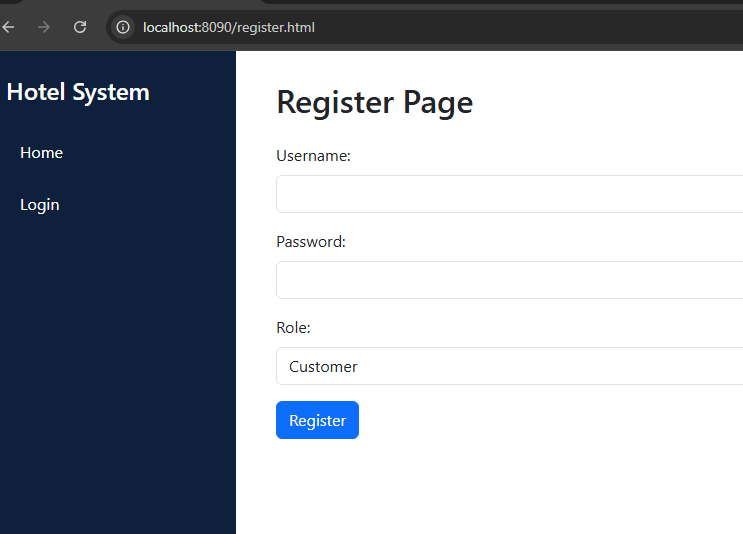 localhost:8090/register.html
Hotel System
Home
Login
Register Page
Username:
Password:
Role:
Customer
Register